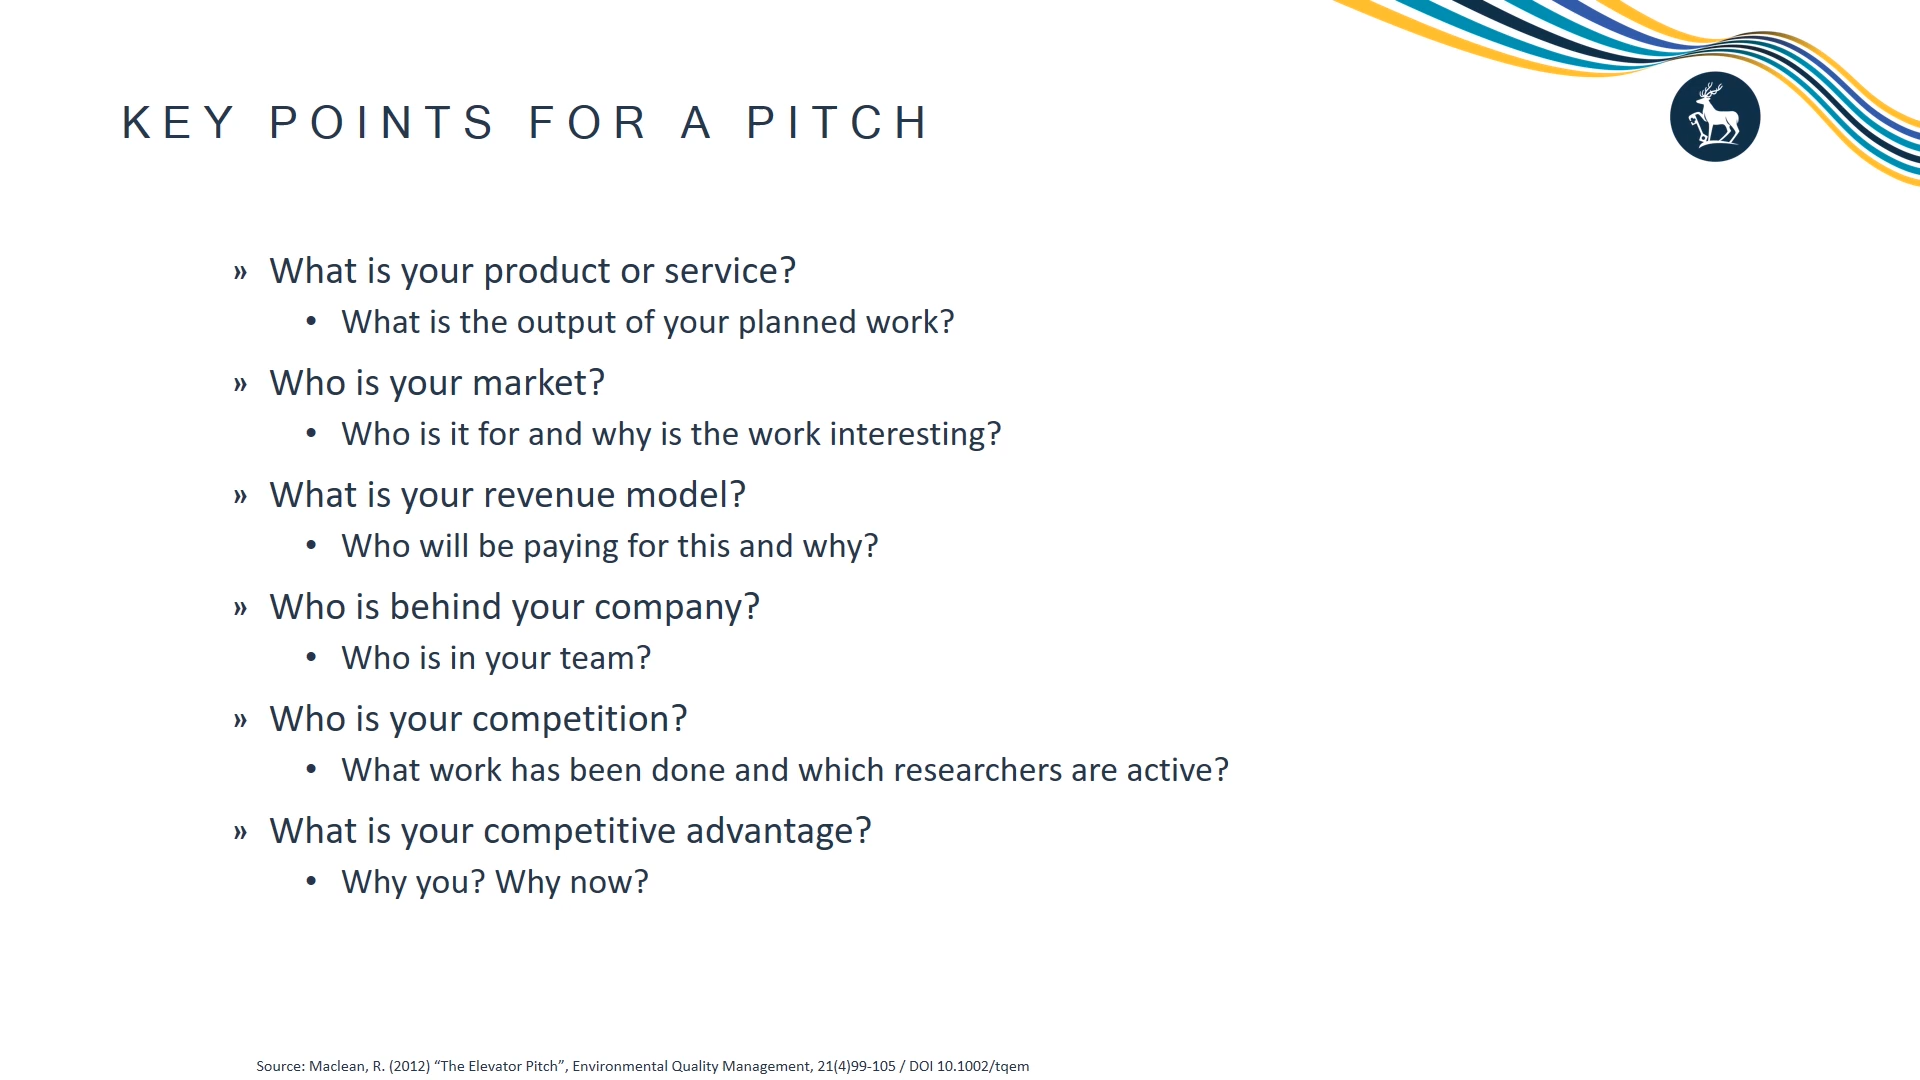 KEY POINTS FOR A PITCH
» What is your product or service?
• What is the output of your planned work?
» Who is your market?
• Who is it for and why is the work interesting?
» What is your revenue model?
• Who will be paying for this and why?
» Who is behind your company?
• Who is in your team?
» Who is your competition?
• What work has been done and which researchers are active?
» What is your competitive advantage?
• Why you? Why now?
Source: Maclean, R. (2012) “The Elevator Pitch”, Environmental Quality Management, 21(4)99-105 / DOI 10.1002/tqem